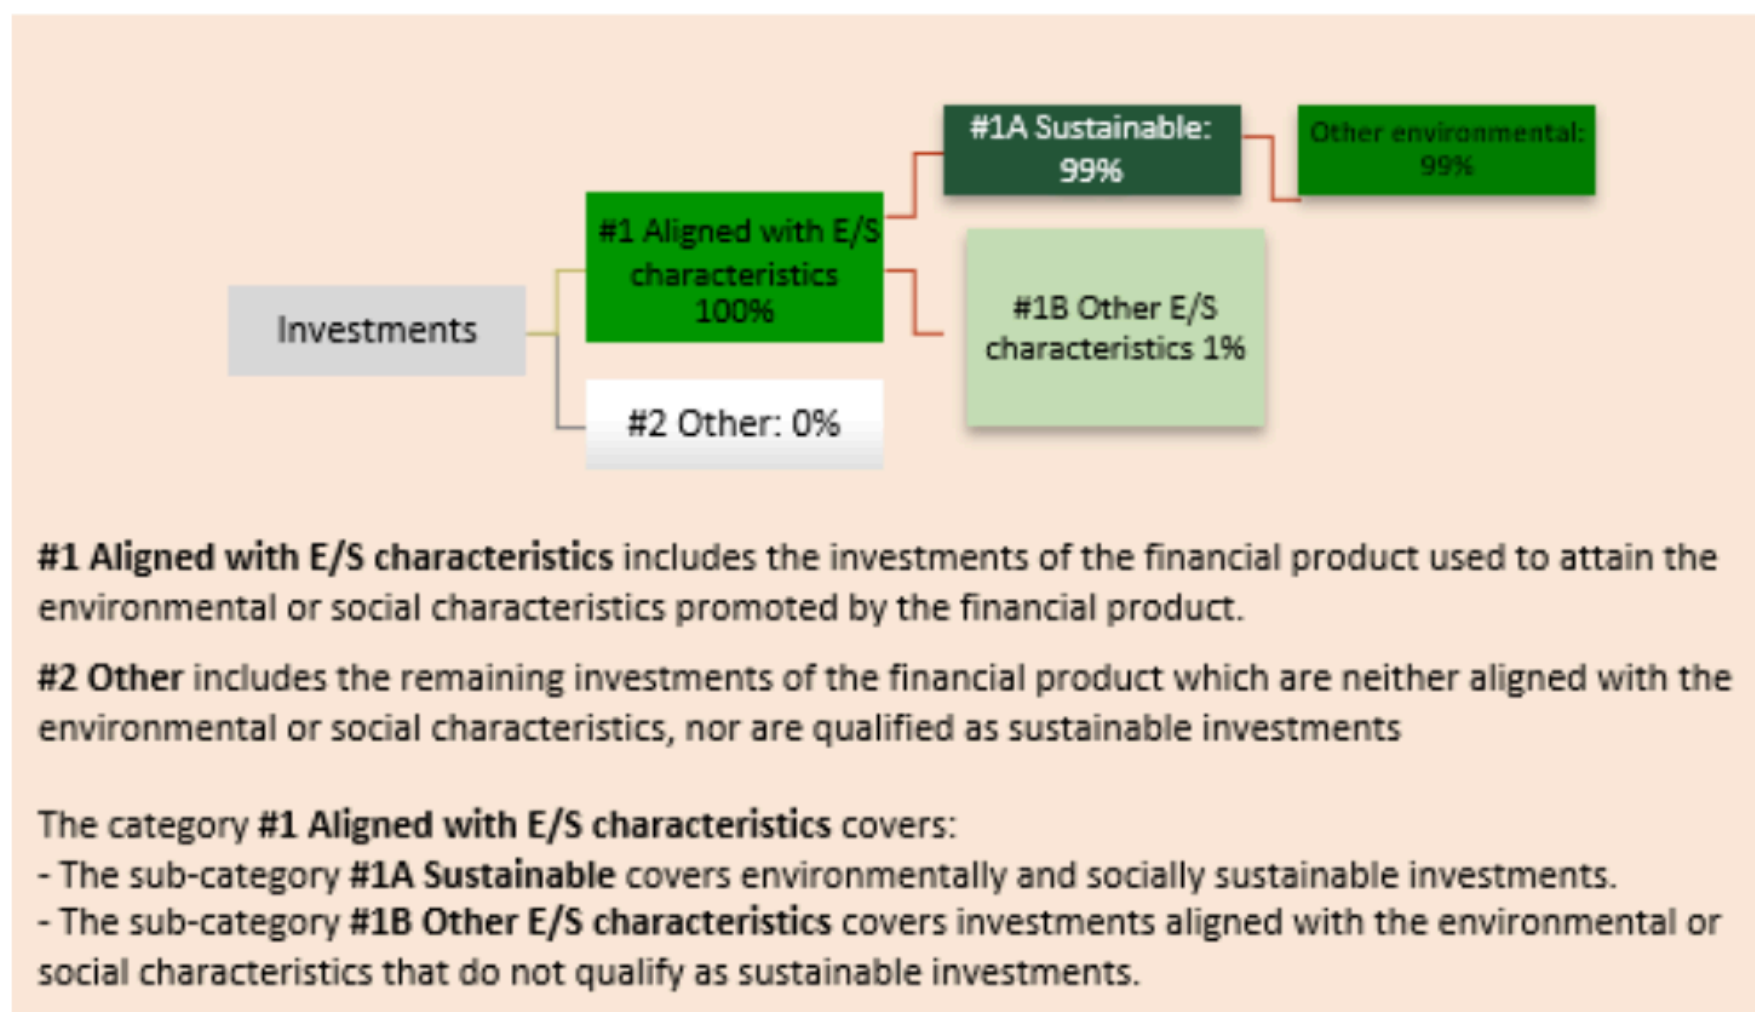 #1A Sustainable:
99%
Other environmental:
99%
#1 Aligned with E/S
characteristics
100%
#1B Other E/S
characteristics 1%
Investments
#2 Other: 0%
#1 Aligned with E/S characteristics includes the investments of the financial product used to attain the
environmental or social characteristics promoted by the financial product.
#2 Other includes the remaining investments of the financial product which are neither aligned with the
environmental or social characteristics, nor are qualified as sustainable investments
The category #1 Aligned with E/S characteristics covers:
- The sub-category #1A Sustainable covers environmentally and socially sustainable investments.
- The sub-category #1B Other E/S characteristics covers investments aligned with the environmental or
social characteristics that do not qualify as sustainable investments.